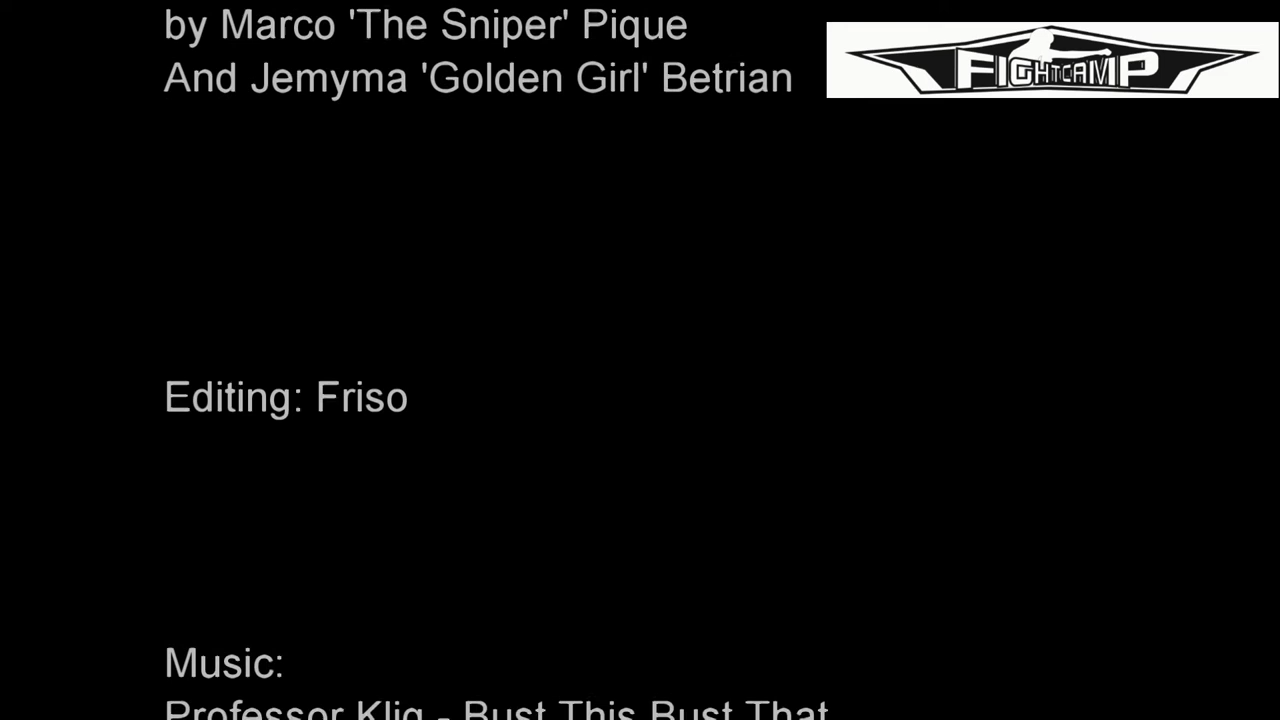 by Marco 'The Sniper' Pique
And Jemyma 'Golden Girl' Betrian
FIGHTCAMP
Editing: Friso
Music:
Professor Kliq - Bust This Bust That